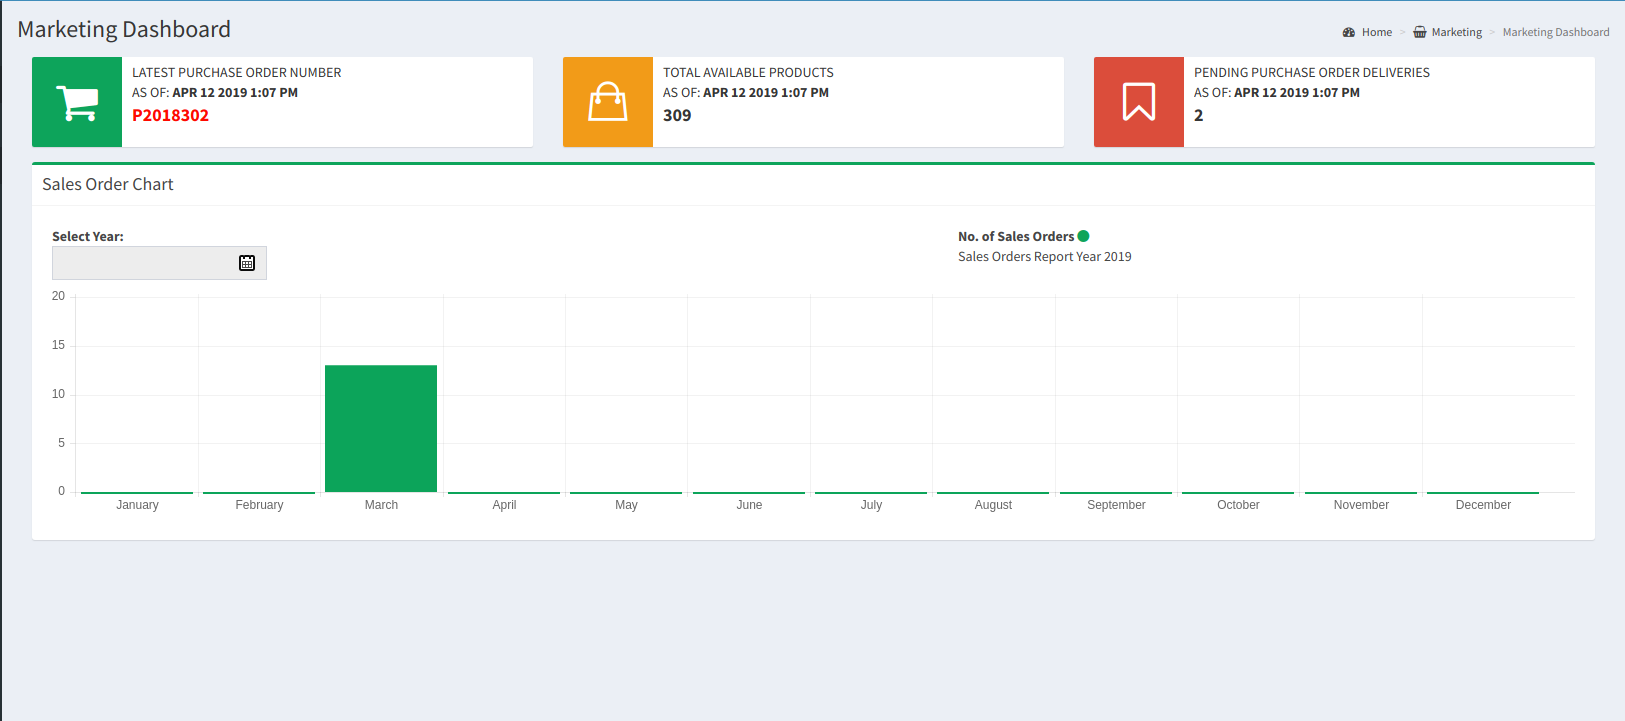 Marketing Dashboard
Home > Marketing > Marketing Dashboard
LATEST PURCHASE ORDER NUMBER
AS OF: APR 12 2019 1:07 PM
P2018302
TOTAL AVAILABLE PRODUCTS
AS OF: APR 12 2019 1:07 PM
309
PENDING PURCHASE ORDER DELIVERIES
AS OF: APR 12 2019 1:07 PM
2
Sales Order Chart
Select Year:
No. of Sales Orders
Sales Orders Report Year 2019
20
15
10
5
0
January February March April May June July August September October November December